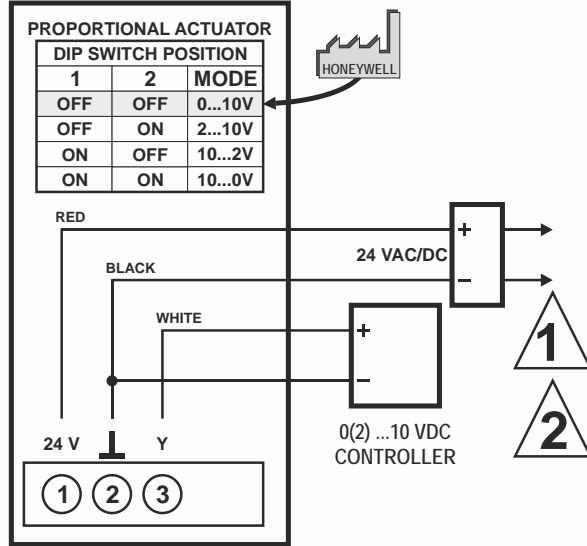 PROPORTIONAL ACTUATOR
DIP SWITCH POSITION
1 2 MODE
OFF OFF 0...10V
OFF ON 2...10V
ON OFF 10...2V
ON ON 10...0V
HONEYWELL
RED
+
24 VAC/DC
BLACK
–
WHITE
+
1
–
0(2) ...10 VDC
CONTROLLER
2
24 V Y
1 2 3